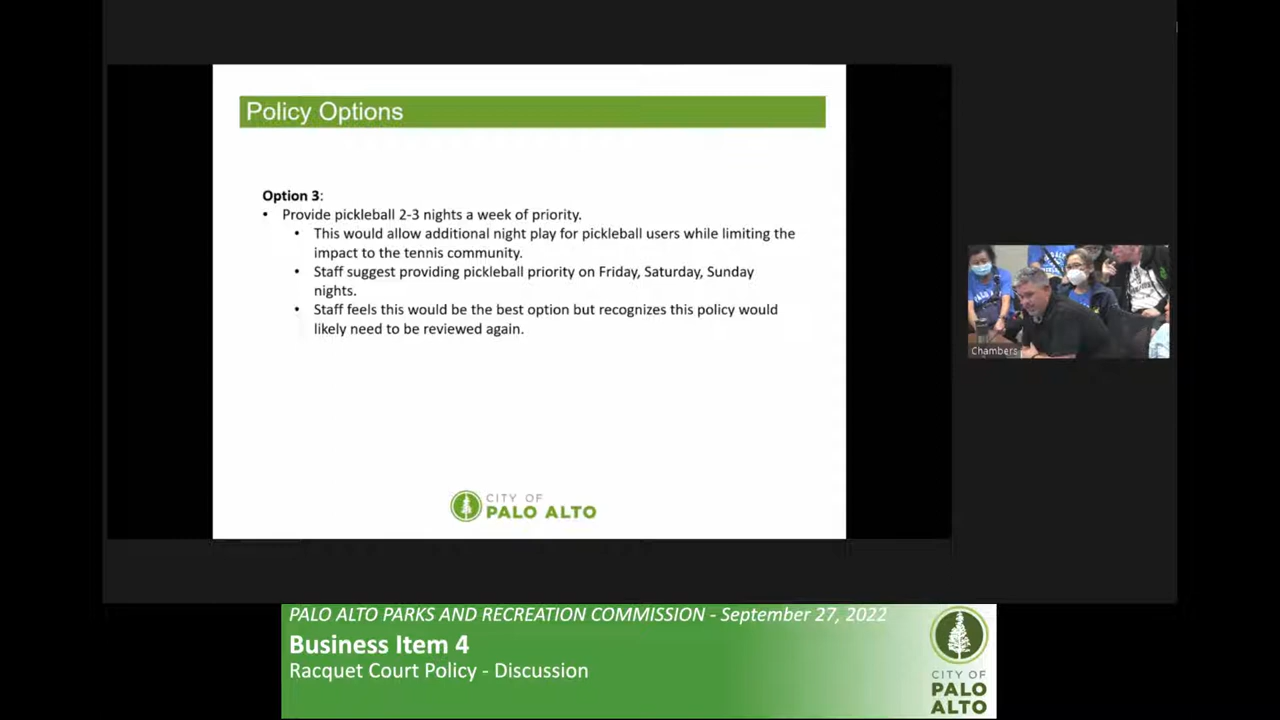 Policy Options
Option 3:
• Provide pickleball 2-3 nights a week of priority.
• This would allow additional night play for pickleball users while limiting the
impact to the tennis community.
• Staff suggest providing pickleball priority on Friday, Saturday, Sunday
nights.
• Staff feels this would be the best option but recognizes this policy would
likely need to be reviewed again.
CITY OF
PALO ALTO
Chambers
PALO ALTO PARKS AND RECREATION COMMISSION - September 27, 2022
Business Item 4
Racquet Court Policy - Discussion
CITY OF
PALO
ALTO